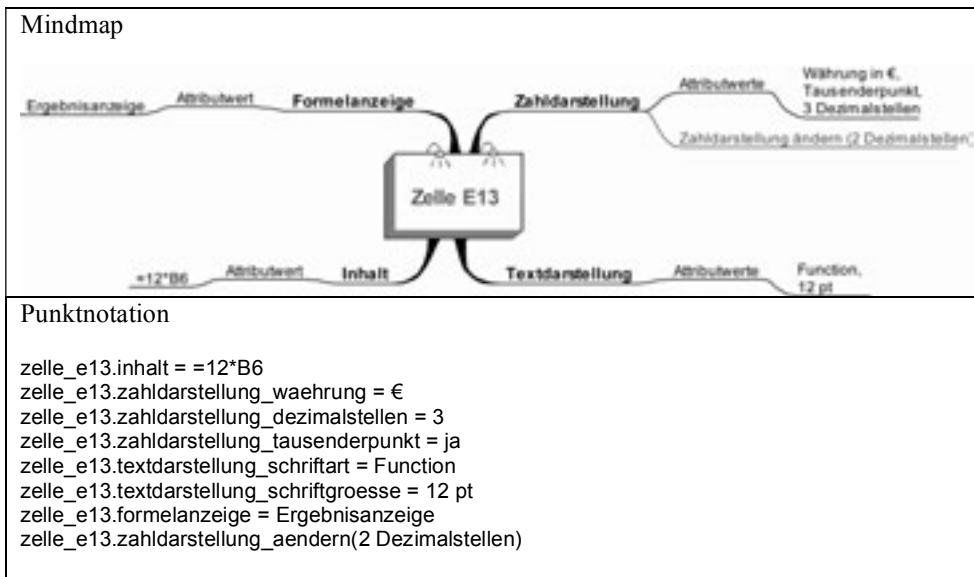 Mindmap
Ergebnisanzeige
Attributwert
Formelanzeige
Zahldarstellung
Attributwerte
Währung in €,
Tausenderpunkt,
3 Dezimalstellen
Zahldarstellung ändern (2 Dezimalstellen)
Zelle E13
=12*B6
Attributwert
Inhalt
Textdarstellung
Attributwerte
Function,
12 pt
Punktnotation
zelle_e13.inhalt = =12*B6
zelle_e13.zahldarstellung_waehrung = €
zelle_e13.zahldarstellung_dezimalstellen = 3
zelle_e13.zahldarstellung_tausenderpunkt = ja
zelle_e13.textdarstellung_schriftart = Function
zelle_e13.textdarstellung_schriftgroesse = 12 pt
zelle_e13.formelanzeige = Ergebnisanzeige
zelle_e13.zahldarstellung_aendern(2 Dezimalstellen)